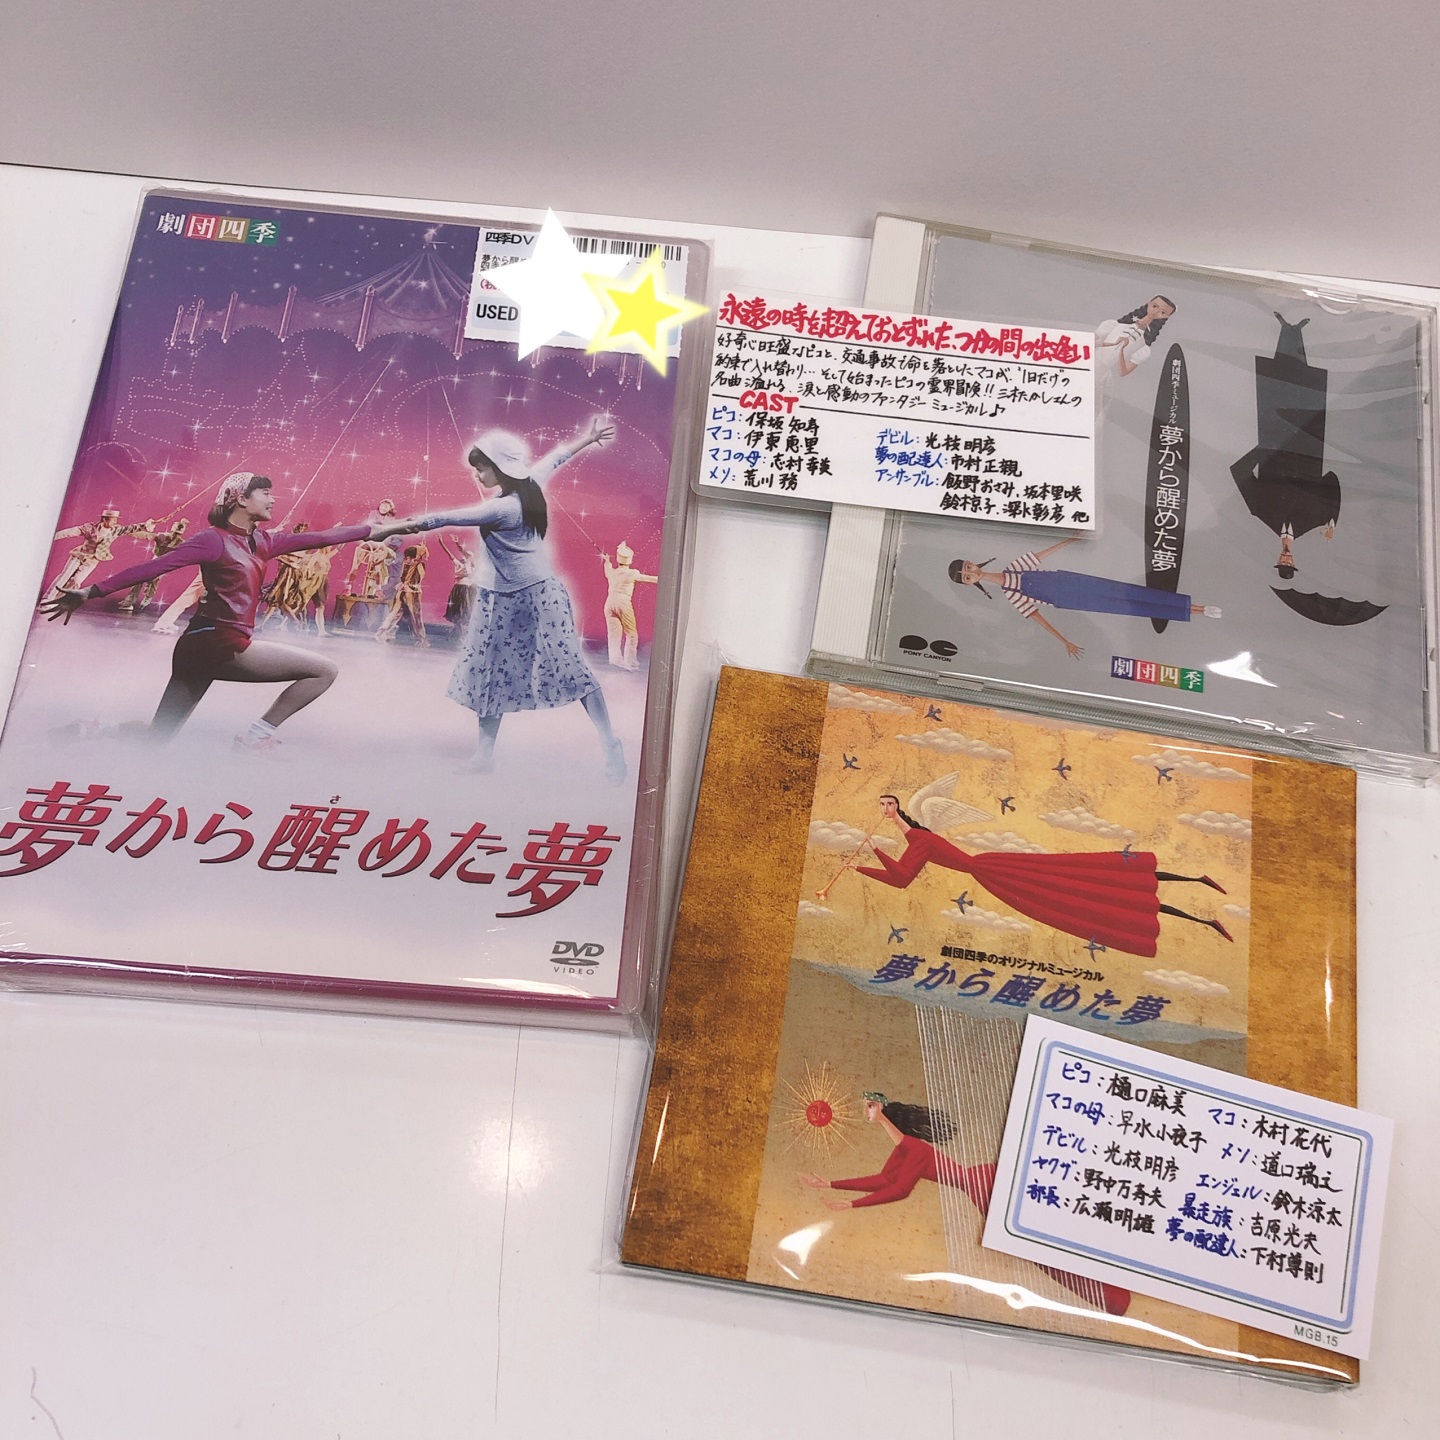 劇団四季
四季DV
夢から醒め
USED
夢から醒めた夢
さ
DVD
VIDEO
永遠の時を超えておとずれた、つかの間の出逢い
好奇心旺盛なピコと、交通事故で命を落としたマコが、"1日だけ"の
約束で入れ替わり…そして始まったピコの霊界冒険!!三木たかしさんの
名曲溢れる、涙と感動のファンタジーミュージカル♪
CAST
ピコ:保坂知寿
マコ:伊東恵里
マコの母:志村幸美
メソ:荒川務
デビル:光枝明彦
夢の配達人:市村正親
アンサンブル:飯野おさみ、坂本里咲
鈴木京子、深水彰彦 他
劇団四季ミュージカル
夢から醒めた夢
PONY CANYON
劇団四季
劇団四季のオリジナルミュージカル
夢から醒めた夢
ピコ:樋口麻美 マコ:木村花代
マコの母:早水小夜子 メソ:道口瑞之
デビル:光枝明彦 エンジェル:鈴木涼太
ヤクザ:野中万寿夫 暴走族:吉原光夫
部長:広瀬明雄 夢の配達人:下村尊則
MGB.15